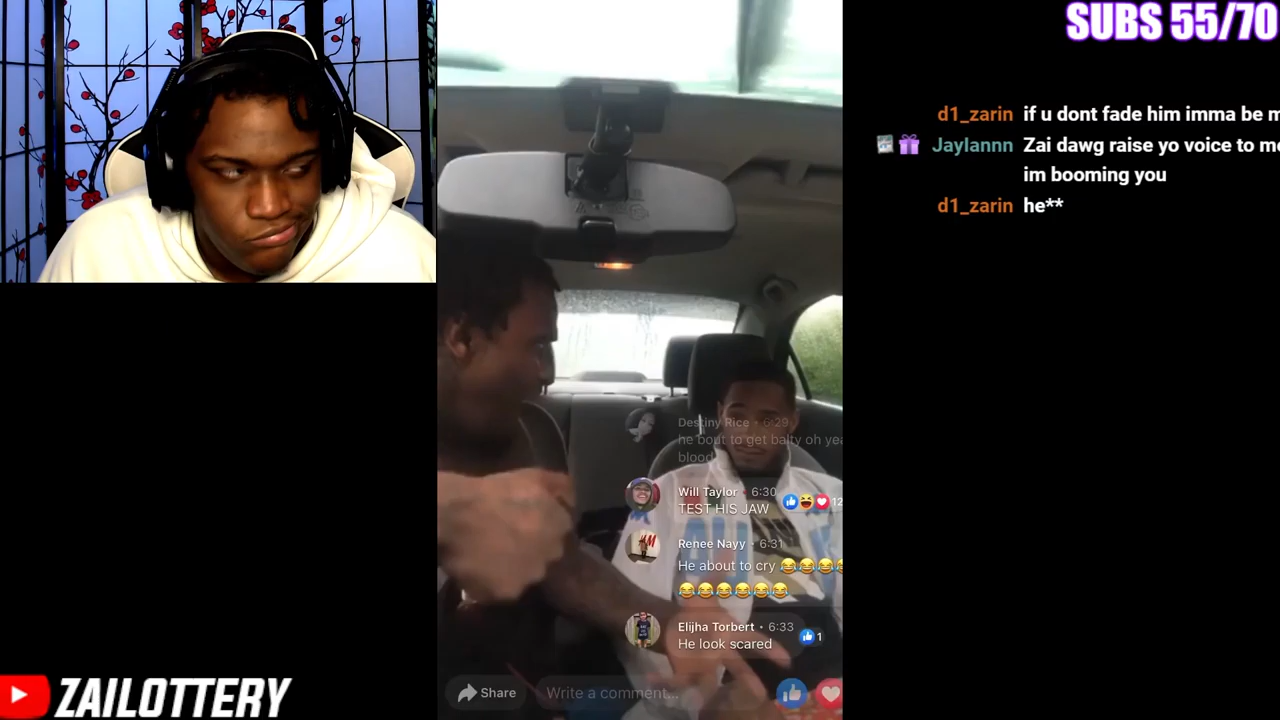 SUBS 55/70
d1_zarin if u dont fade him imma be m
Jaylannn Zai dawg raise yo voice to me
im booming you
d1_zarin he**
Destiny Rice • 6:29
he bout to get balty oh yea
blood
Will Taylor • 6:30
12
TEST HIS JAW
Renee Nayy • 6:31
He about to cry 😂😂😂😂
😂😂😂😂😂😂
Elijha Torbert • 6:33
He look scared
1
Share
Write a comment...
ZAILOTTERY